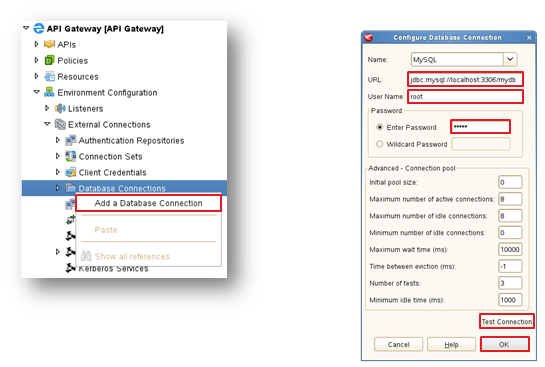 API Gateway [API Gateway]
APIs
Policies
Resources
Environment Configuration
Listeners
External Connections
Authentication Repositories
Connection Sets
Client Credentials
Database Connections
Add a Database Connection
Paste
Show all references
Kerberos Services
Configure Database Connection
Name: MySQL
URL: jdbc:mysql://localhost:3306/mydb
User Name: root
Password
Enter Password *****
Wildcard Password
Advanced - Connection pool
Initial pool size: 0
Maximum number of active connections: 8
Maximum number of idle connections: 8
Minimum number of idle connections: 0
Maximum wait time (ms): 10000
Time between eviction (ms): -1
Number of tests: 3
Minimum idle time (ms): 1000
Test Connection
Cancel Help OK